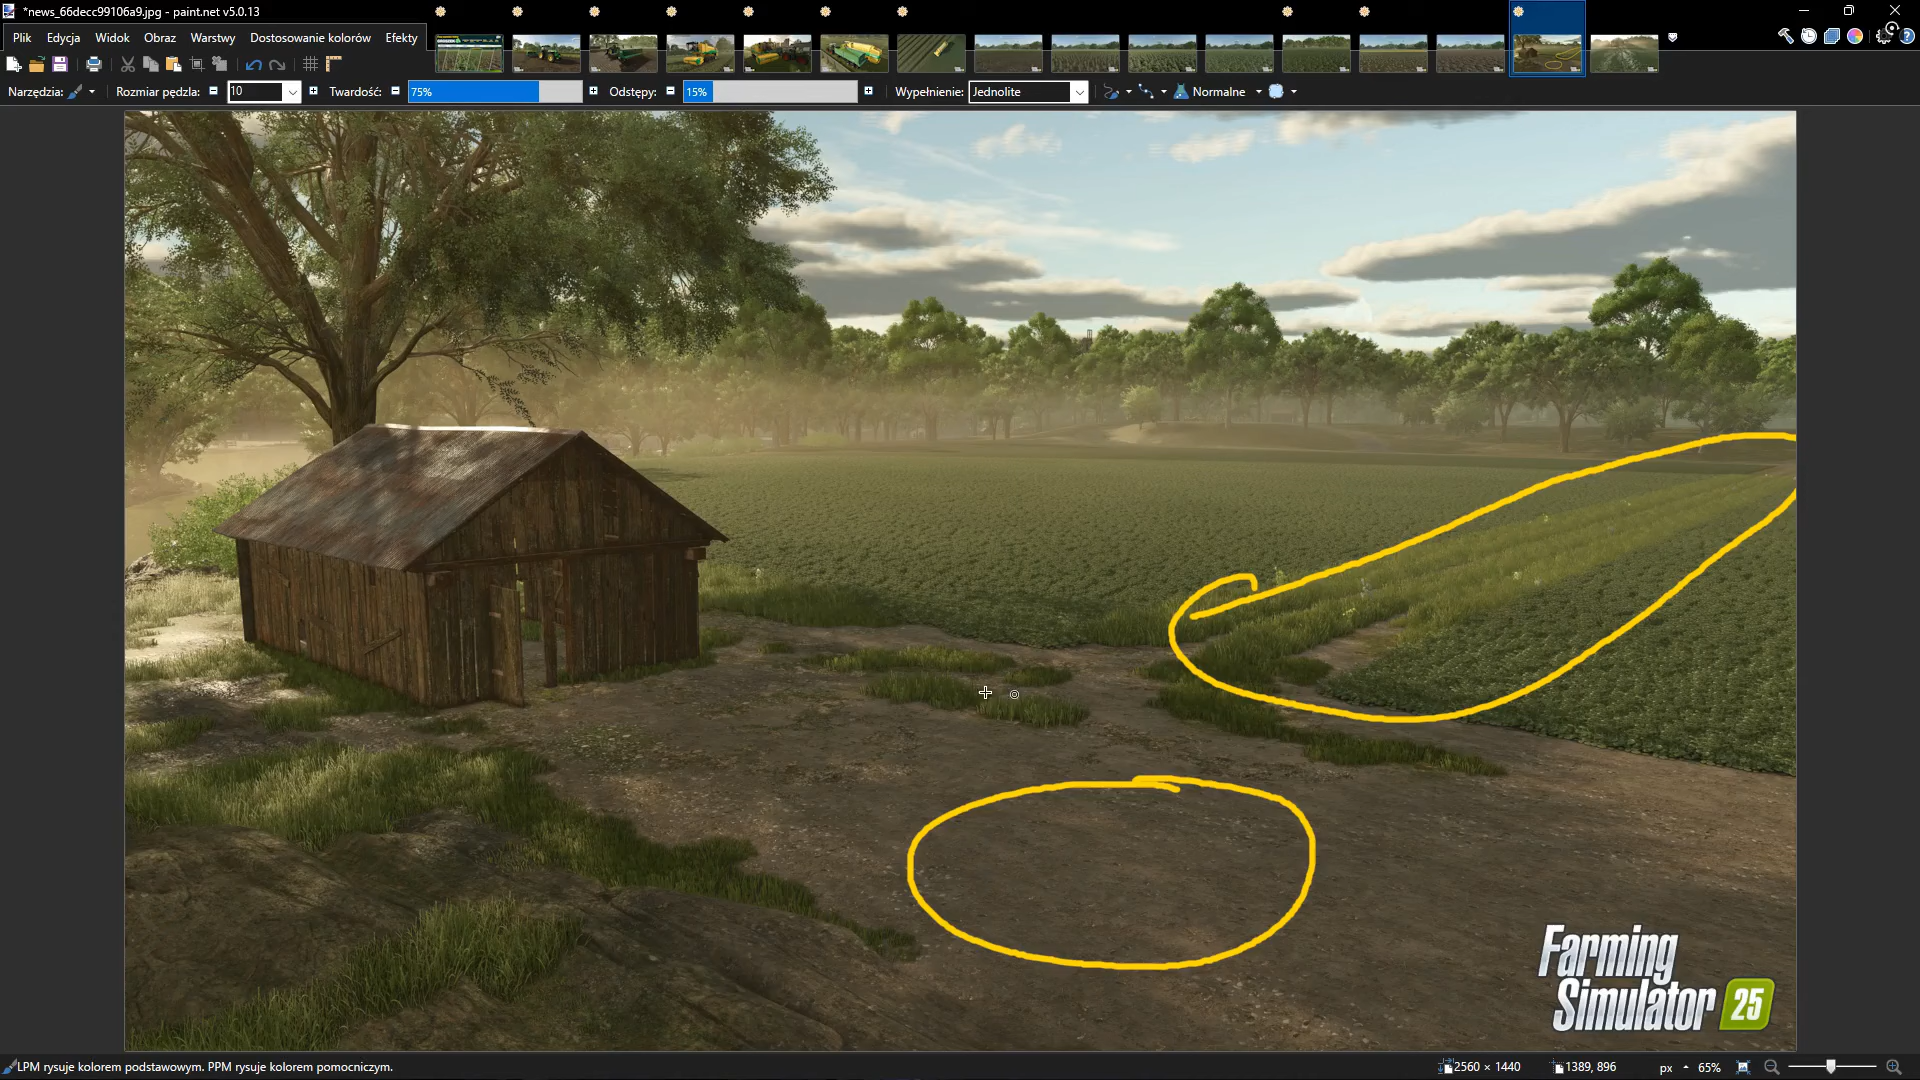 *news_66decc99106a9.jpg - paint.net v5.0.13
Plik Edycja Widok Obraz Warstwy Dostosowanie kolorów Efekty
Narzędzia: Rozmiar pędzla: 10 Twardość: 75% Odstępy: 15% Wypełnienie: Jednolite Normalne
Farming
Simulator 25
LPM rysuje kolorem podstawowym. PPM rysuje kolorem pomocniczym. 2560 × 1440 1389, 896 px 65%